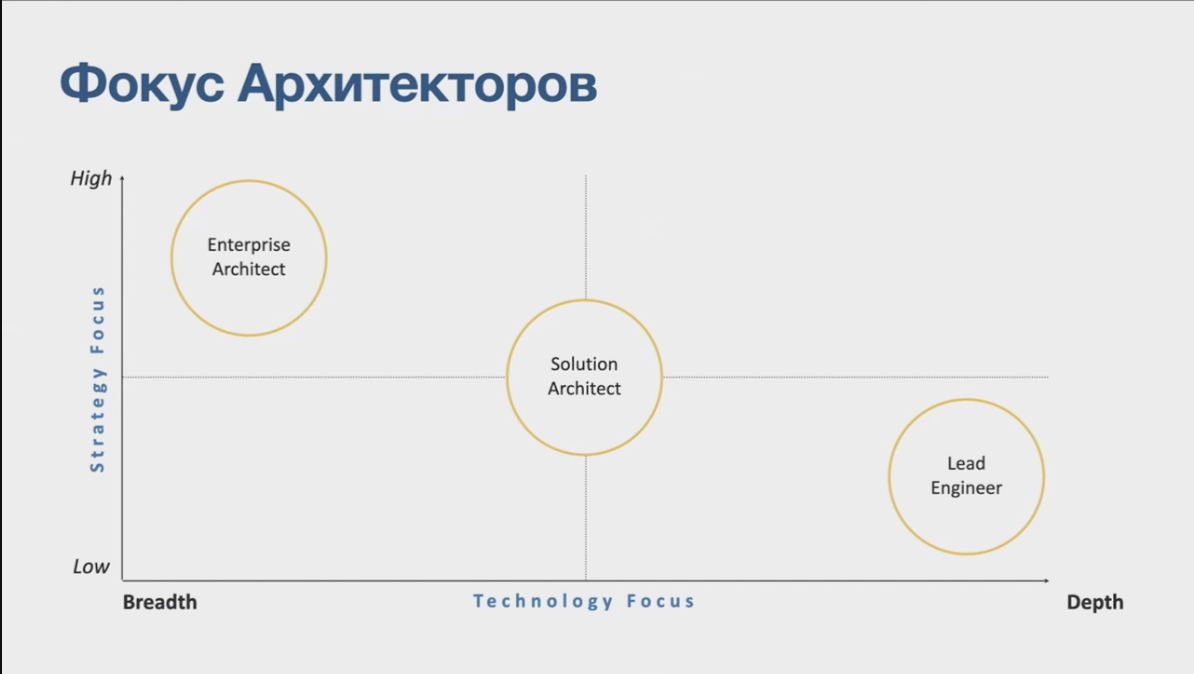 Фокус Архитекторов
High
Enterprise
Architect
Strategy Focus
Solution
Architect
Lead
Engineer
Low
Breadth
Technology Focus
Depth